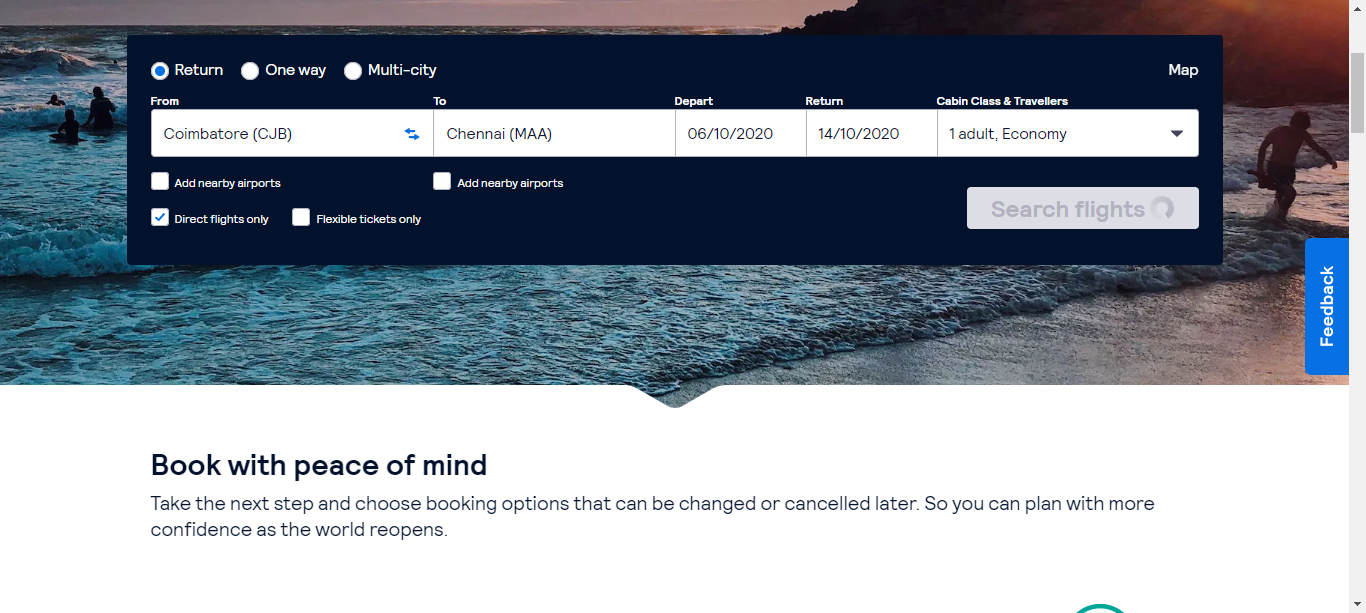 Return One way Multi-city Map
From To Depart Return Cabin Class & Travellers
Coimbatore (CJB) Chennai (MAA) 06/10/2020 14/10/2020 1 adult, Economy
Add nearby airports Add nearby airports
Search flights
Direct flights only Flexible tickets only
Feedback
Book with peace of mind
Take the next step and choose booking options that can be changed or cancelled later. So you can plan with more
confidence as the world reopens.